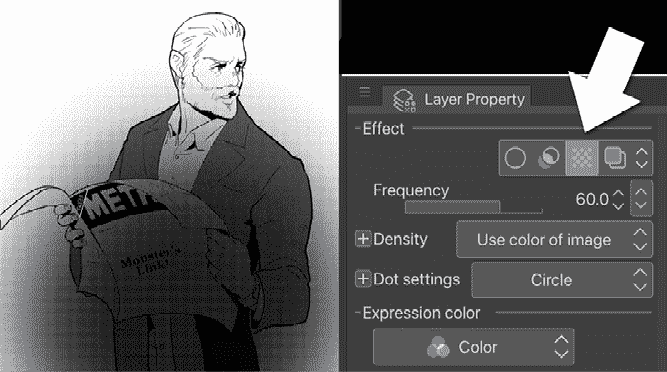 META
Monster's
Link!
Layer Property
Effect
Frequency
60.0
Density
Use color of image
Dot settings
Circle
Expression color
Color